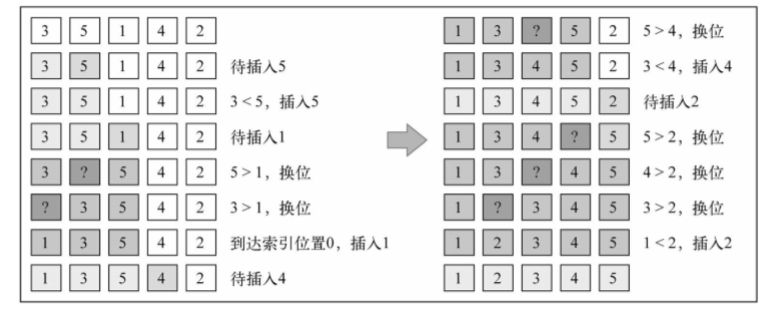 3 5 1 4 2
3 5 1 4 2 待插入5
3 5 1 4 2 3 < 5，插入5
3 5 1 4 2 待插入1
3 ? 5 4 2 5 > 1，换位
? 3 5 4 2 3 > 1，换位
1 3 5 4 2 到达索引位置0，插入1
1 3 5 4 2 待插入4
1 3 ? 5 2 5 > 4，换位
1 3 4 5 2 3 < 4，插入4
1 3 4 5 2 待插入2
1 3 4 ? 5 5 > 2，换位
1 3 ? 4 5 4 > 2，换位
1 ? 3 4 5 3 > 2，换位
1 2 3 4 5 1 < 2，插入2
1 2 3 4 5